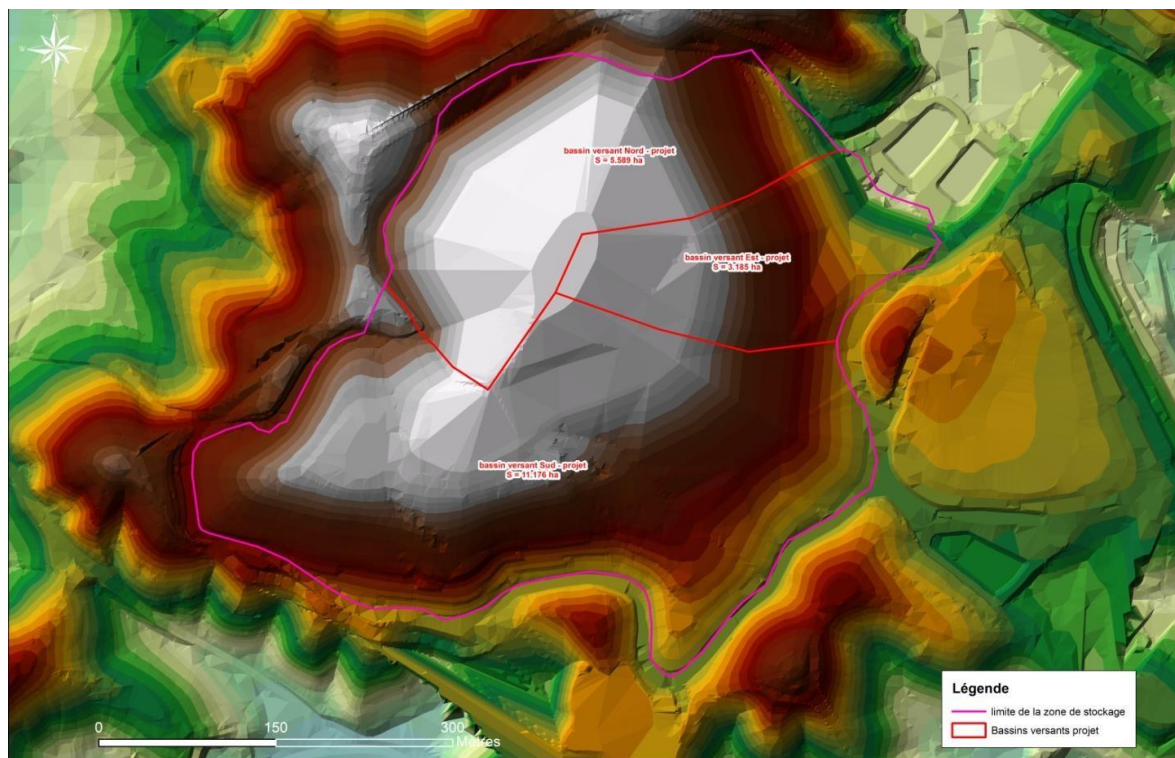 N
bassin versant Nord - projet
S = 5.589 ha
bassin versant Est - projet
S = 3.185 ha
bassin versant Sud - projet
S = 11.176 ha
Légende
limite de la zone de stockage
Bassins versants projet
0 150 300
Mètres